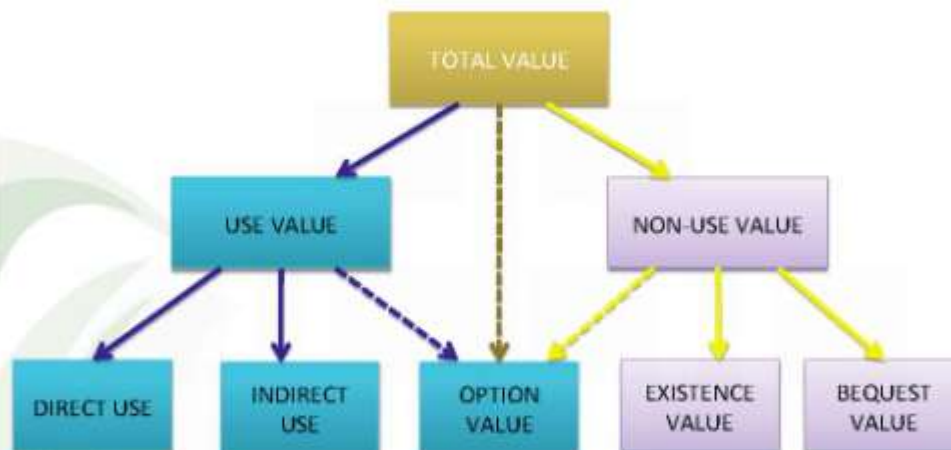 TOTAL VALUE
USE VALUE
NON-USE VALUE
DIRECT USE
INDIRECT
USE
OPTION
VALUE
EXISTENCE
VALUE
BEQUEST
VALUE